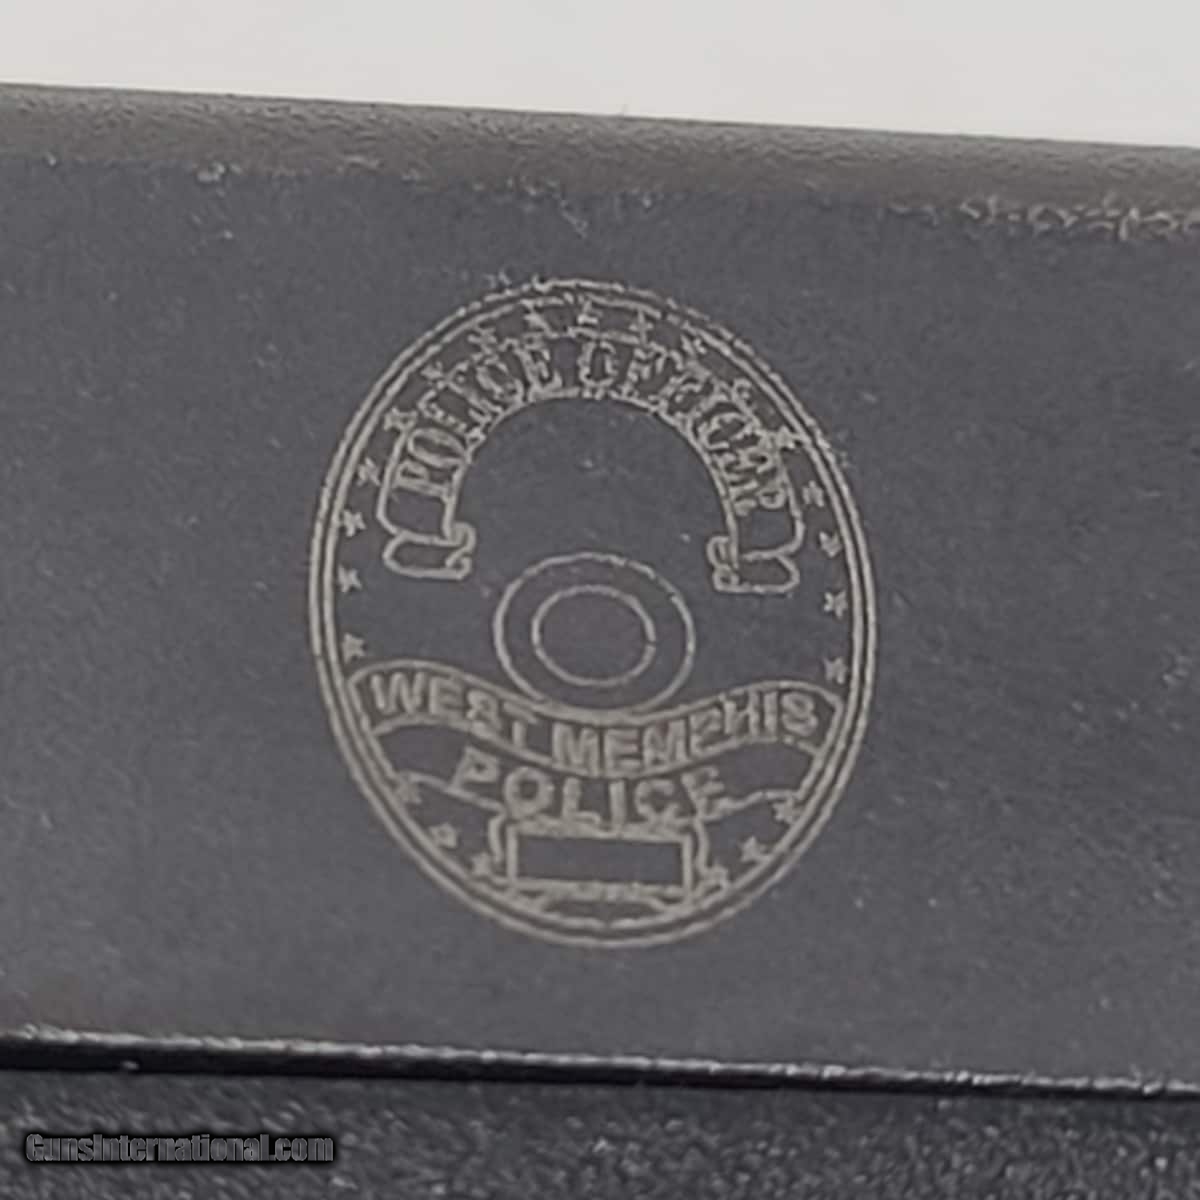 POLICE OFFICER
WEST MEMPHIS
POLICE
GunsInternational.com